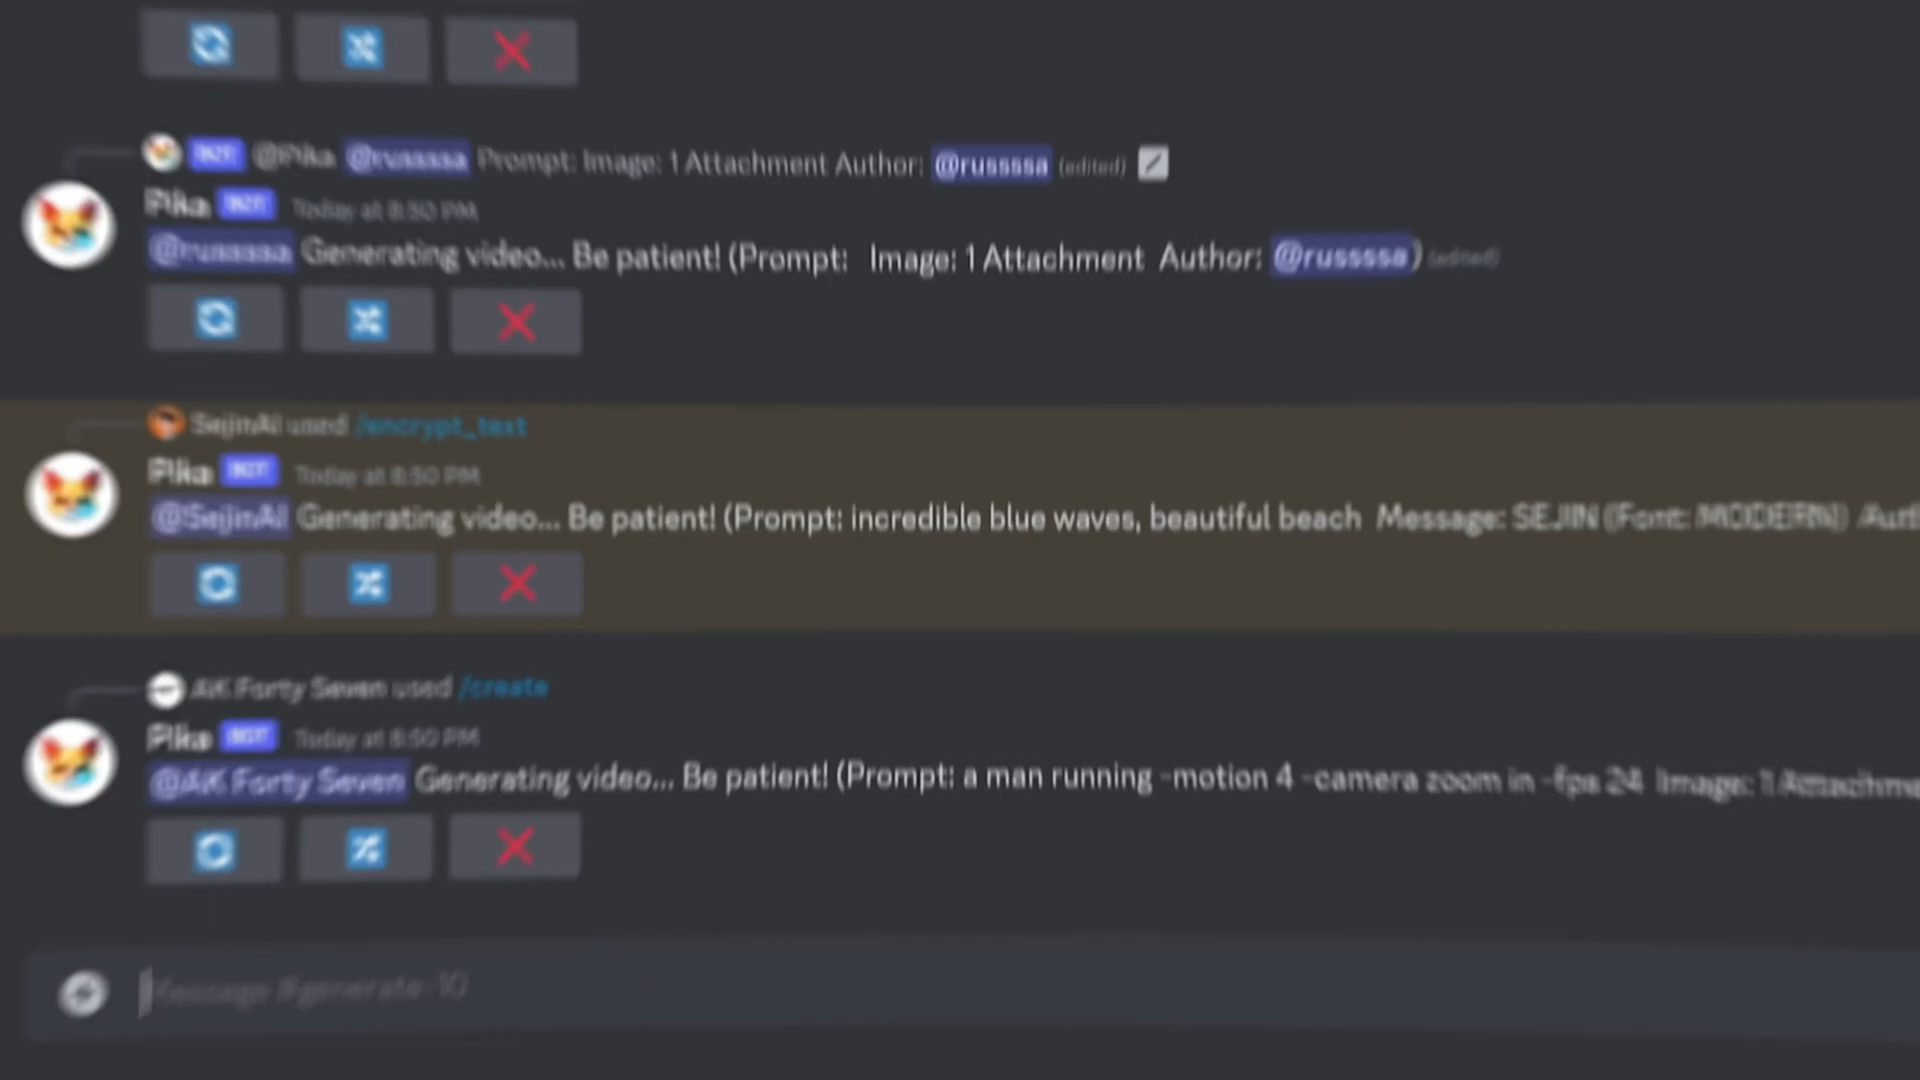 BOT @Pika @russssa Prompt: Image: 1 Attachment Author: @russssa (edited)
Pika BOT Today at 8:50 PM
@russssa Generating video... Be patient! (Prompt: Image: 1 Attachment Author: @russssa) (edited)
SejinAI used /encrypt_text
Pika BOT Today at 8:50 PM
@SejinAI Generating video... Be patient! (Prompt: incredible blue waves, beautiful beach Message: SEJIN (Font: MODERN) Auth
AK Forty Seven used /create
Pika BOT Today at 8:50 PM
@AK Forty Seven Generating video... Be patient! (Prompt: a man running -motion 4 -camera zoom in -fps 24 Image: 1 Attachme
Message #generate-10